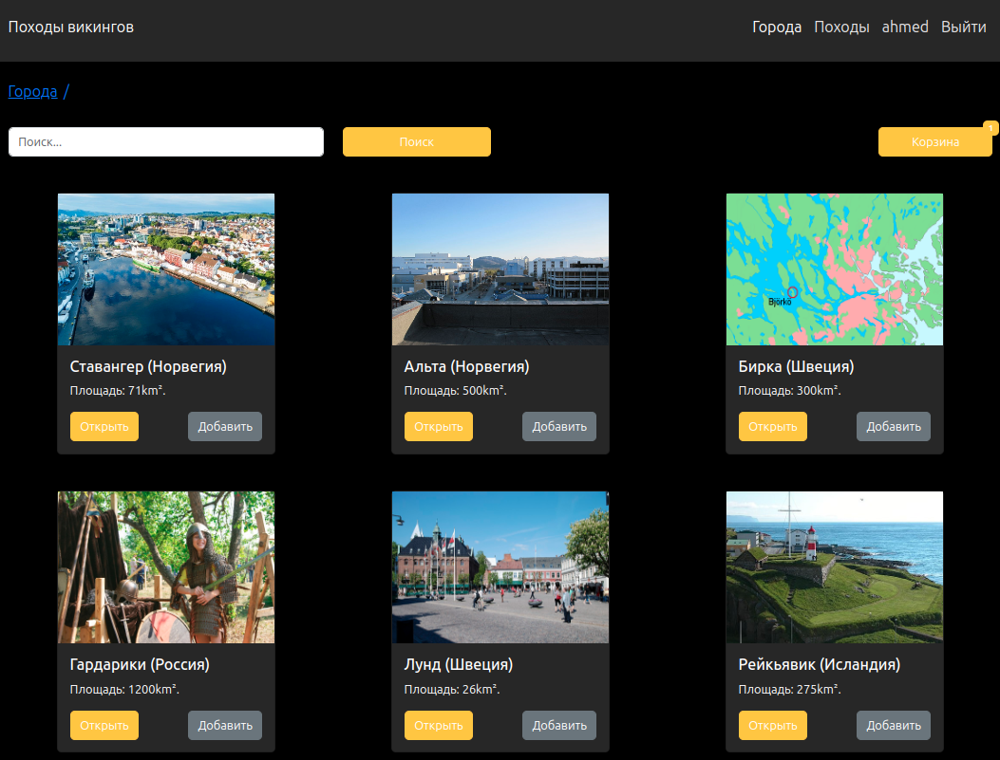 Походы викингов
Города Походы ahmed Выйти
Города /
Поиск...
Поиск
Корзина
1
Björkö
Ставангер (Норвегия)
Площадь: 71km².
Открыть Добавить
Альта (Норвегия)
Площадь: 500km².
Открыть Добавить
Бирка (Швеция)
Площадь: 300km².
Открыть Добавить
Гардарики (Россия)
Площадь: 1200km².
Открыть Добавить
Лунд (Швеция)
Площадь: 26km².
Открыть Добавить
Рейкьявик (Исландия)
Площадь: 275km².
Открыть Добавить